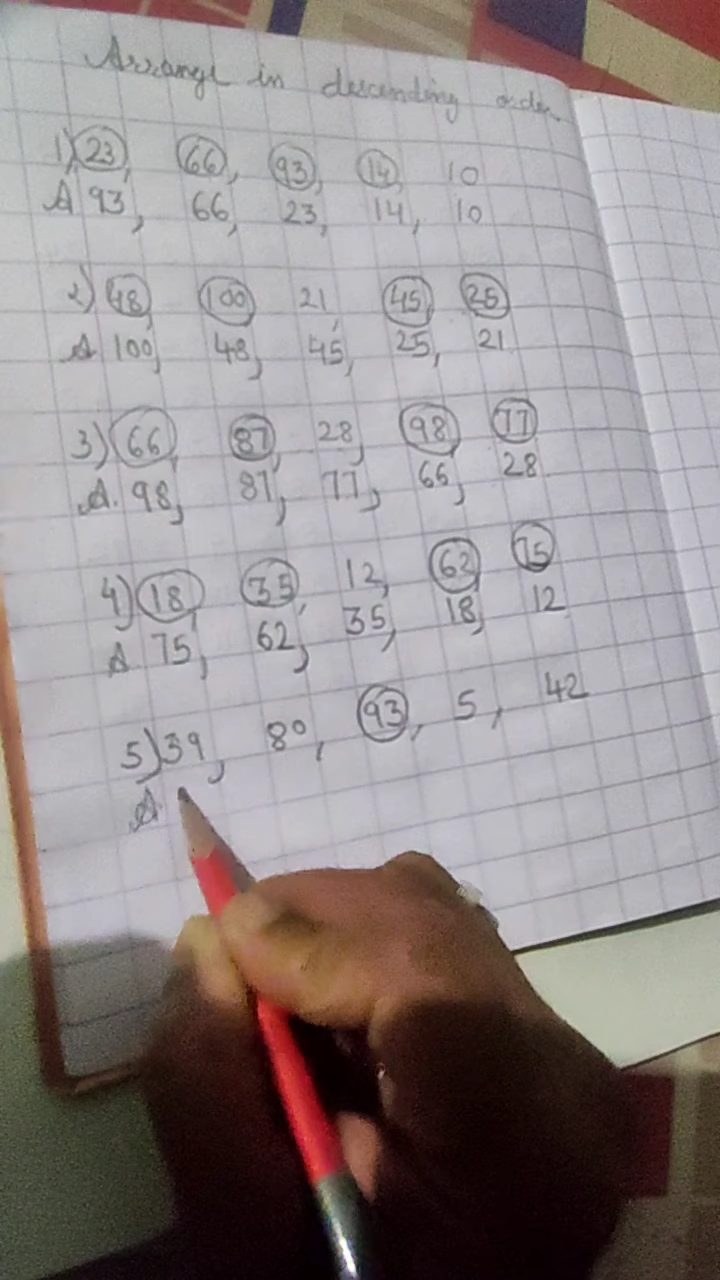 Arrange in descending order
1) 23, 66, 93, 14, 10
A 93, 66, 23, 14, 10
2) 48, 100 21, 45, 25
A 100, 48, 45, 25, 21
3) 66, 87, 28, 98, 77
A. 98, 87, 77, 66, 28
4) 18, 35, 12, 62, 75
A 75, 62, 35, 18, 12
5) 39, 80, 93, 5, 42
A.